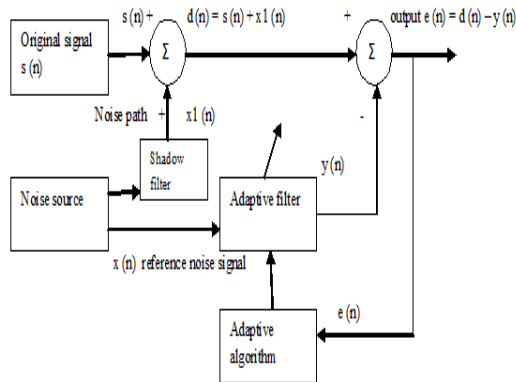 Original signal
s (n)
s (n) +
d (n) = s (n) + x1 (n)
+
output e (n) = d (n) – y (n)
Σ
Σ
Noise path
+
x1 (n)
-
Shadow
filter
y (n)
Noise source
Adaptive filter
x (n) reference noise signal
Adaptive
algorithm
e (n)